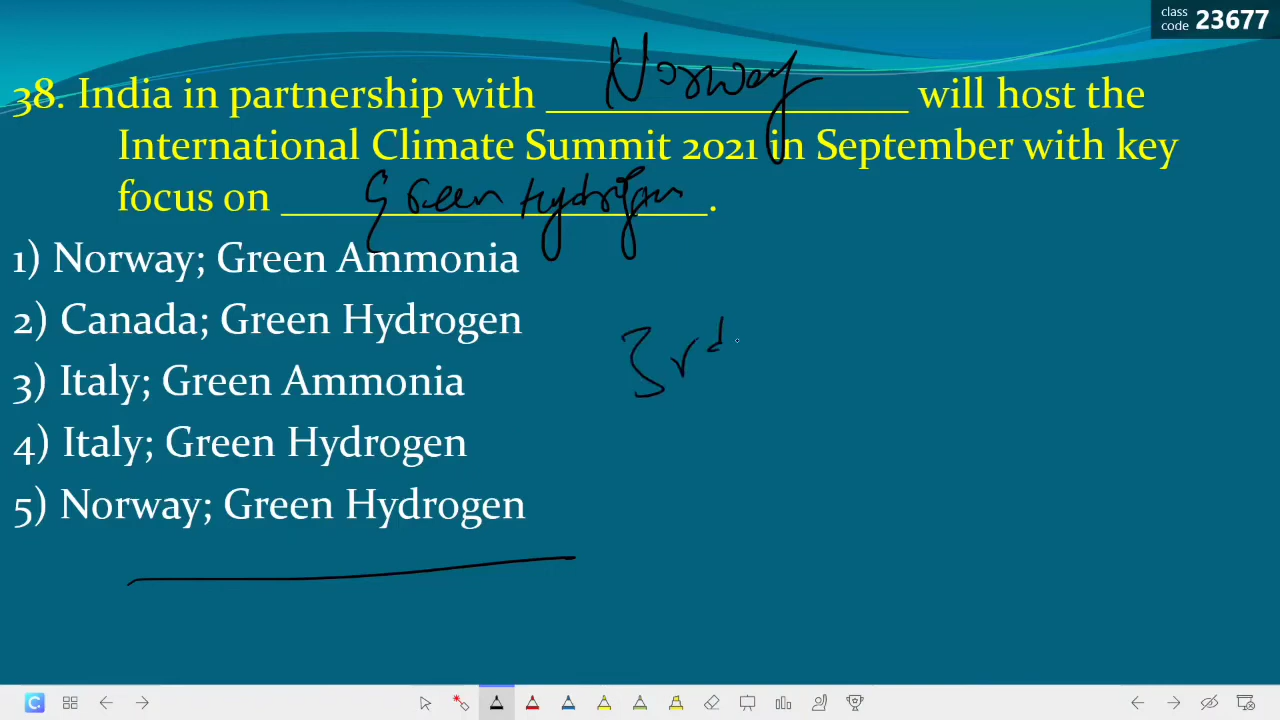 class
code 23677
Norway
38. India in partnership with ____________________ will host the
International Climate Summit 2021 in September with key
Green Hydrogen
focus on _______________________.
1) Norway; Green Ammonia
2) Canada; Green Hydrogen
3rd
3) Italy; Green Ammonia
4) Italy; Green Hydrogen
5) Norway; Green Hydrogen